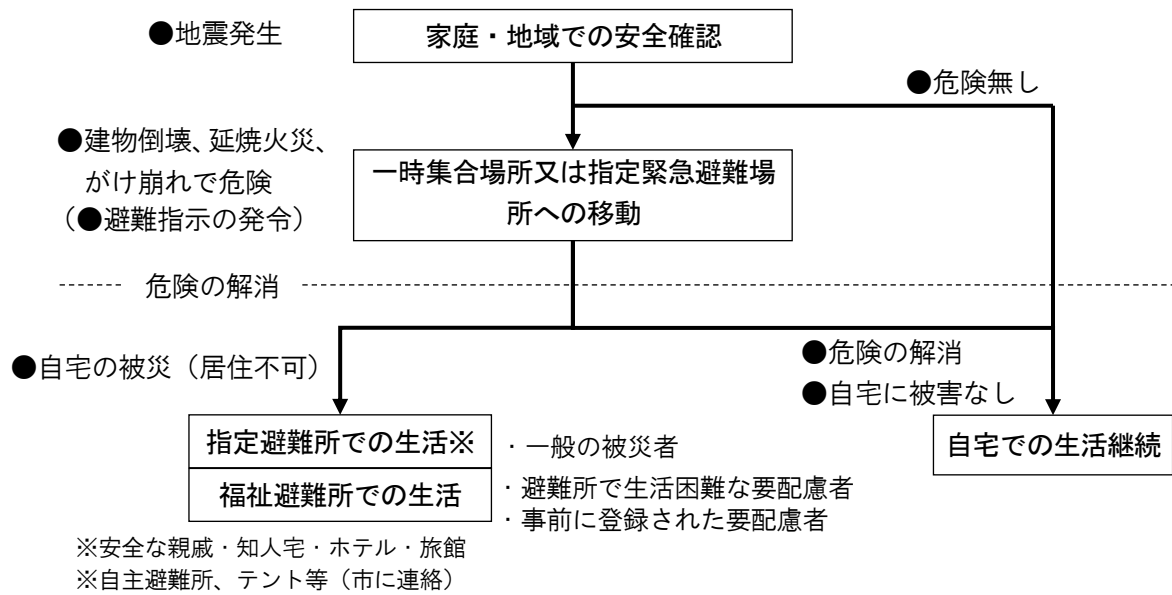 ●地震発生
家庭・地域での安全確認
●危険無し
●建物倒壊、延焼火災、
がけ崩れで危険
（●避難指示の発令）
一時集合場所又は指定緊急避難場
所への移動
危険の解消
●自宅の被災（居住不可）
●危険の解消
●自宅に被害なし
指定避難所での生活※
・一般の被災者
自宅での生活継続
福祉避難所での生活
・避難所で生活困難な要配慮者
・事前に登録された要配慮者
※安全な親戚・知人宅・ホテル・旅館
※自主避難所、テント等（市に連絡）